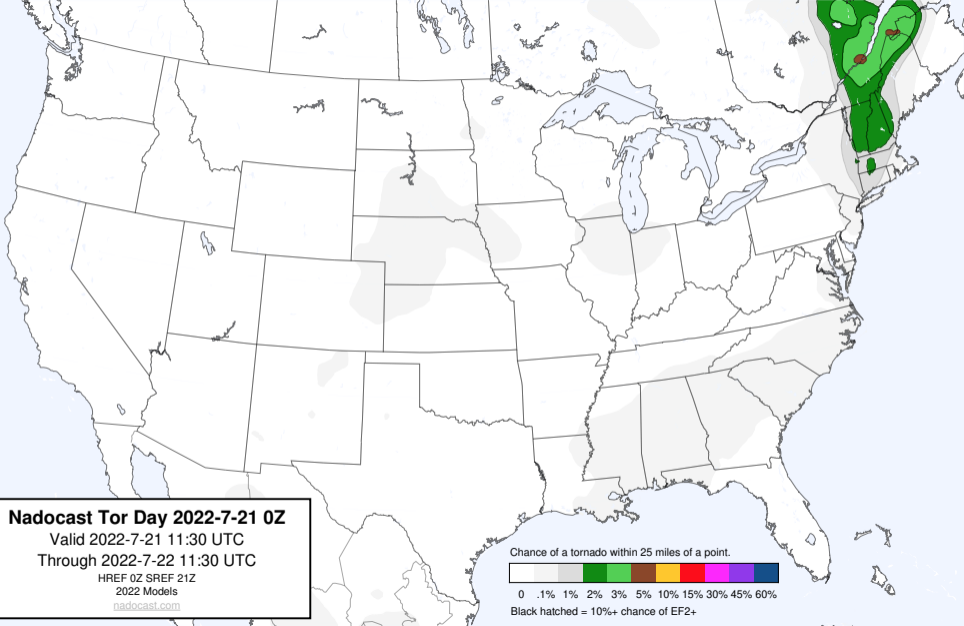 Nadocast Tor Day 2022-7-21 0Z
Valid 2022-7-21 11:30 UTC
Through 2022-7-22 11:30 UTC
HREF 0Z SREF 21Z
2022 Models
nadocast.com
Chance of a tornado within 25 miles of a point.
0 .1% 1% 2% 3% 5% 10% 15% 30% 45% 60%
Black hatched = 10%+ chance of EF2+